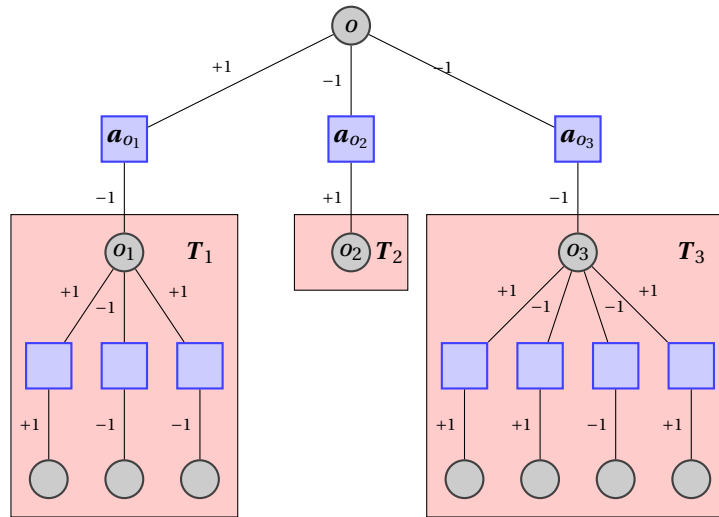 o
+1 −1 −1
a_{o_1} a_{o_2} a_{o_3}
−1 +1 −1
o_1 T_1 o_2 T_2 o_3 T_3
+1 −1 +1 +1 −1 −1 +1
+1 −1 −1 +1 +1 −1 +1